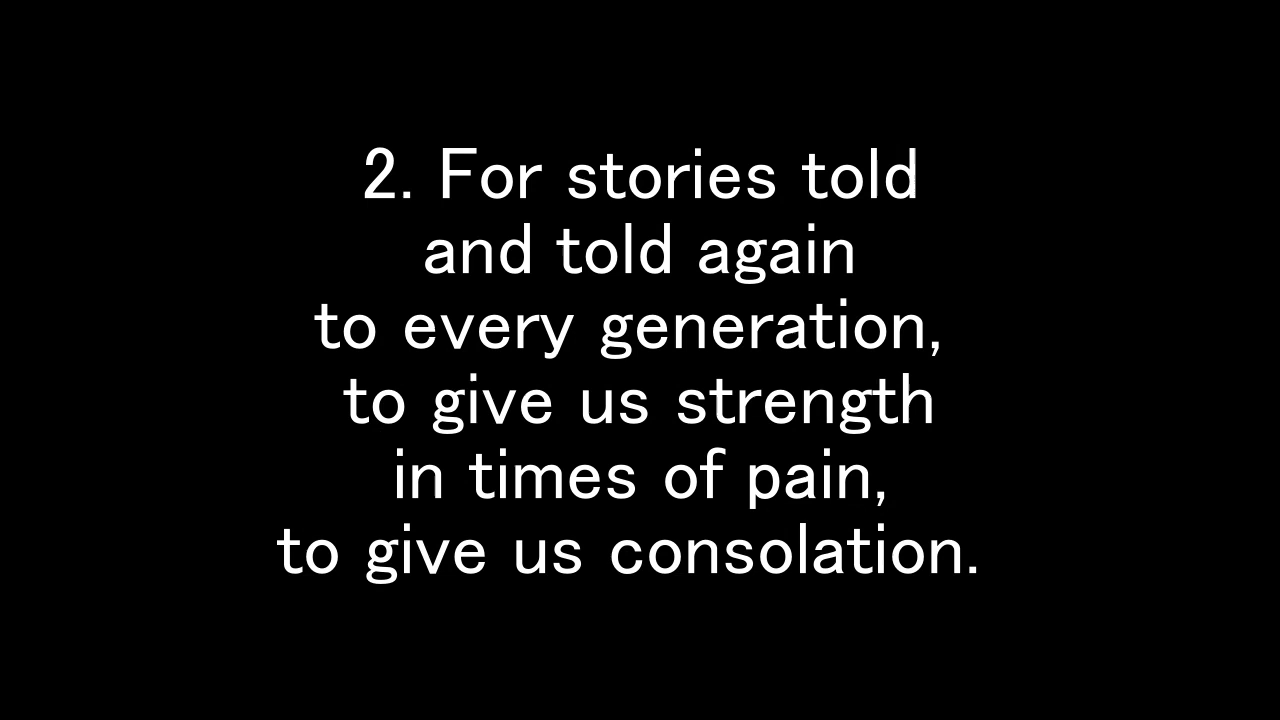 2. For stories told
and told again
to every generation,
to give us strength
in times of pain,
to give us consolation.